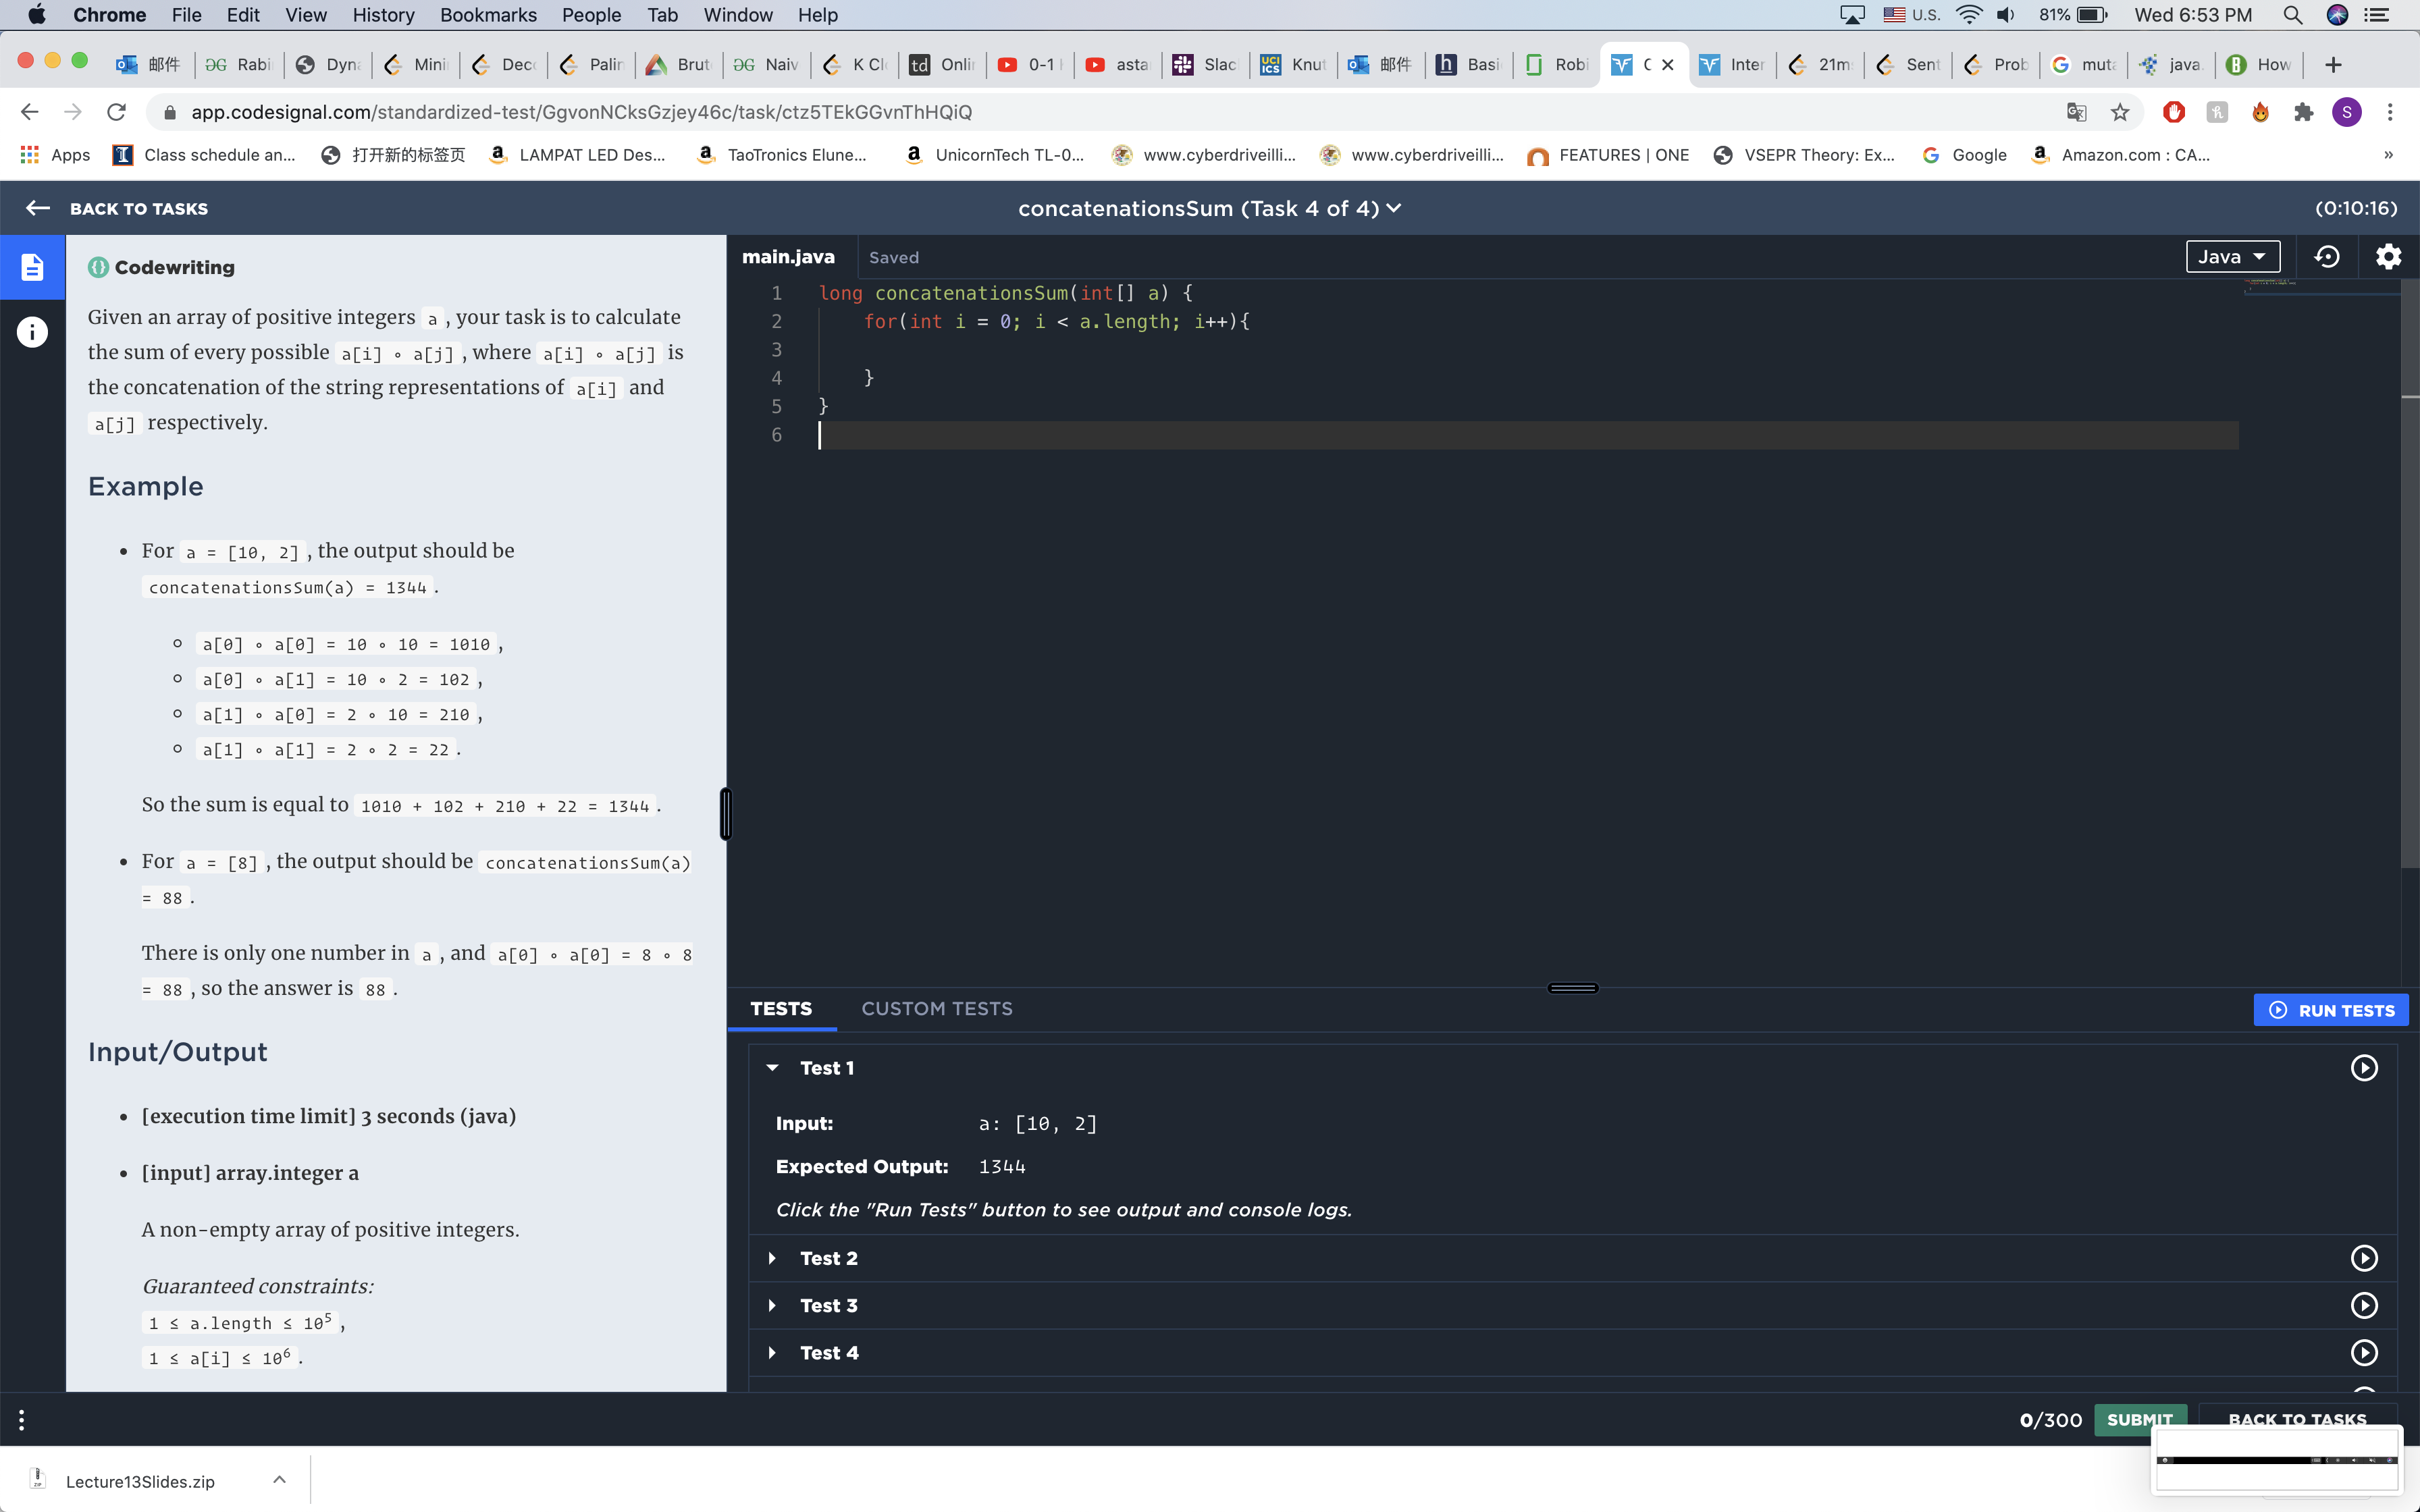 Chrome File Edit View History Bookmarks People Tab Window Help U.S. 81% Wed 6:53 PM
邮件 Rabi Dyn Mini Dec Palin Brut Naiv K Cl Onli 0-1 asta Slac Knut 邮件 Basi Robi C Inter 21m Sent Prob mut java. How
app.codesignal.com/standardized-test/GgvonNCksGzjey46c/task/ctz5TEkGGvnThHQiQ
Apps Class schedule an... 打开新的标签页 LAMPAT LED Des... TaoTronics Elune... UnicornTech TL-0... www.cyberdriveilli... www.cyberdriveilli... FEATURES | ONE VSEPR Theory: Ex... Google Amazon.com : CA... »
BACK TO TASKS concatenationsSum (Task 4 of 4) (0:10:16)
Codewriting
Given an array of positive integers a , your task is to calculate
the sum of every possible a[i] ∘ a[j] , where a[i] ∘ a[j] is
the concatenation of the string representations of a[i] and
a[j] respectively.
Example
• For a = [10, 2] , the output should be
concatenationsSum(a) = 1344 .
a[0] ∘ a[0] = 10 ∘ 10 = 1010 ,
a[0] ∘ a[1] = 10 ∘ 2 = 102 ,
a[1] ∘ a[0] = 2 ∘ 10 = 210 ,
a[1] ∘ a[1] = 2 ∘ 2 = 22 .
So the sum is equal to 1010 + 102 + 210 + 22 = 1344 .
• For a = [8] , the output should be concatenationsSum(a)
= 88 .
There is only one number in a , and a[0] ∘ a[0] = 8 ∘ 8
= 88 , so the answer is 88 .
Input/Output
• [execution time limit] 3 seconds (java)
• [input] array.integer a
A non-empty array of positive integers.
Guaranteed constraints:
1 ≤ a.length ≤ 10⁵ ,
1 ≤ a[i] ≤ 10⁶ .
main.java Saved Java
1 long concatenationsSum(int[] a) {
2 for(int i = 0; i < a.length; i++){
3
4 }
5 }
6
TESTS CUSTOM TESTS RUN TESTS
Test 1
Input: a: [10, 2]
Expected Output: 1344
Click the "Run Tests" button to see output and console logs.
Test 2
Test 3
Test 4
0/300 SUBMIT BACK TO TASKS
Lecture13Slides.zip